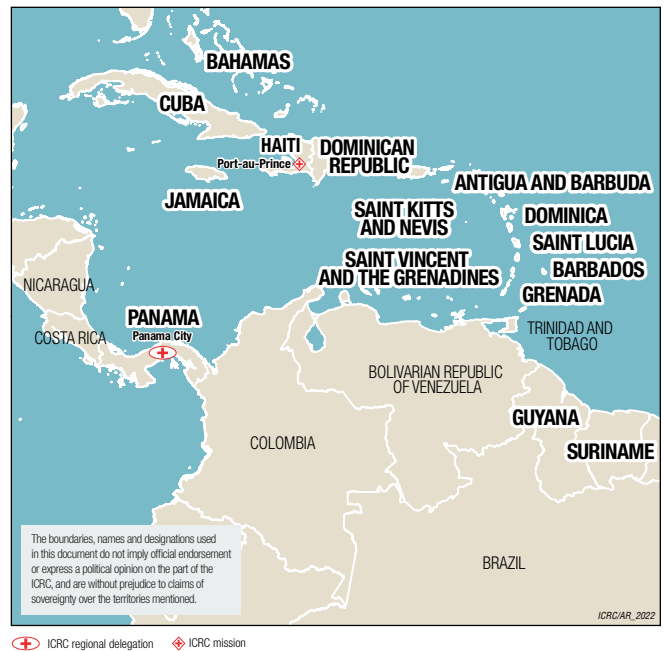 BAHAMAS
CUBA
HAITI
Port-au-Prince
DOMINICAN
REPUBLIC
JAMAICA
ANTIGUA AND BARBUDA
SAINT KITTS
AND NEVIS
DOMINICA
SAINT LUCIA
SAINT VINCENT
AND THE GRENADINES
BARBADOS
GRENADA
NICARAGUA
PANAMA
Panama City
COSTA RICA
TRINIDAD AND
TOBAGO
BOLIVARIAN REPUBLIC
OF VENEZUELA
GUYANA
COLOMBIA
SURINAME
BRAZIL
The boundaries, names and designations used
in this document do not imply official endorsement
or express a political opinion on the part of the
ICRC, and are without prejudice to claims of
sovereignty over the territories mentioned.
ICRC/AR_2022
ICRC regional delegation
ICRC mission